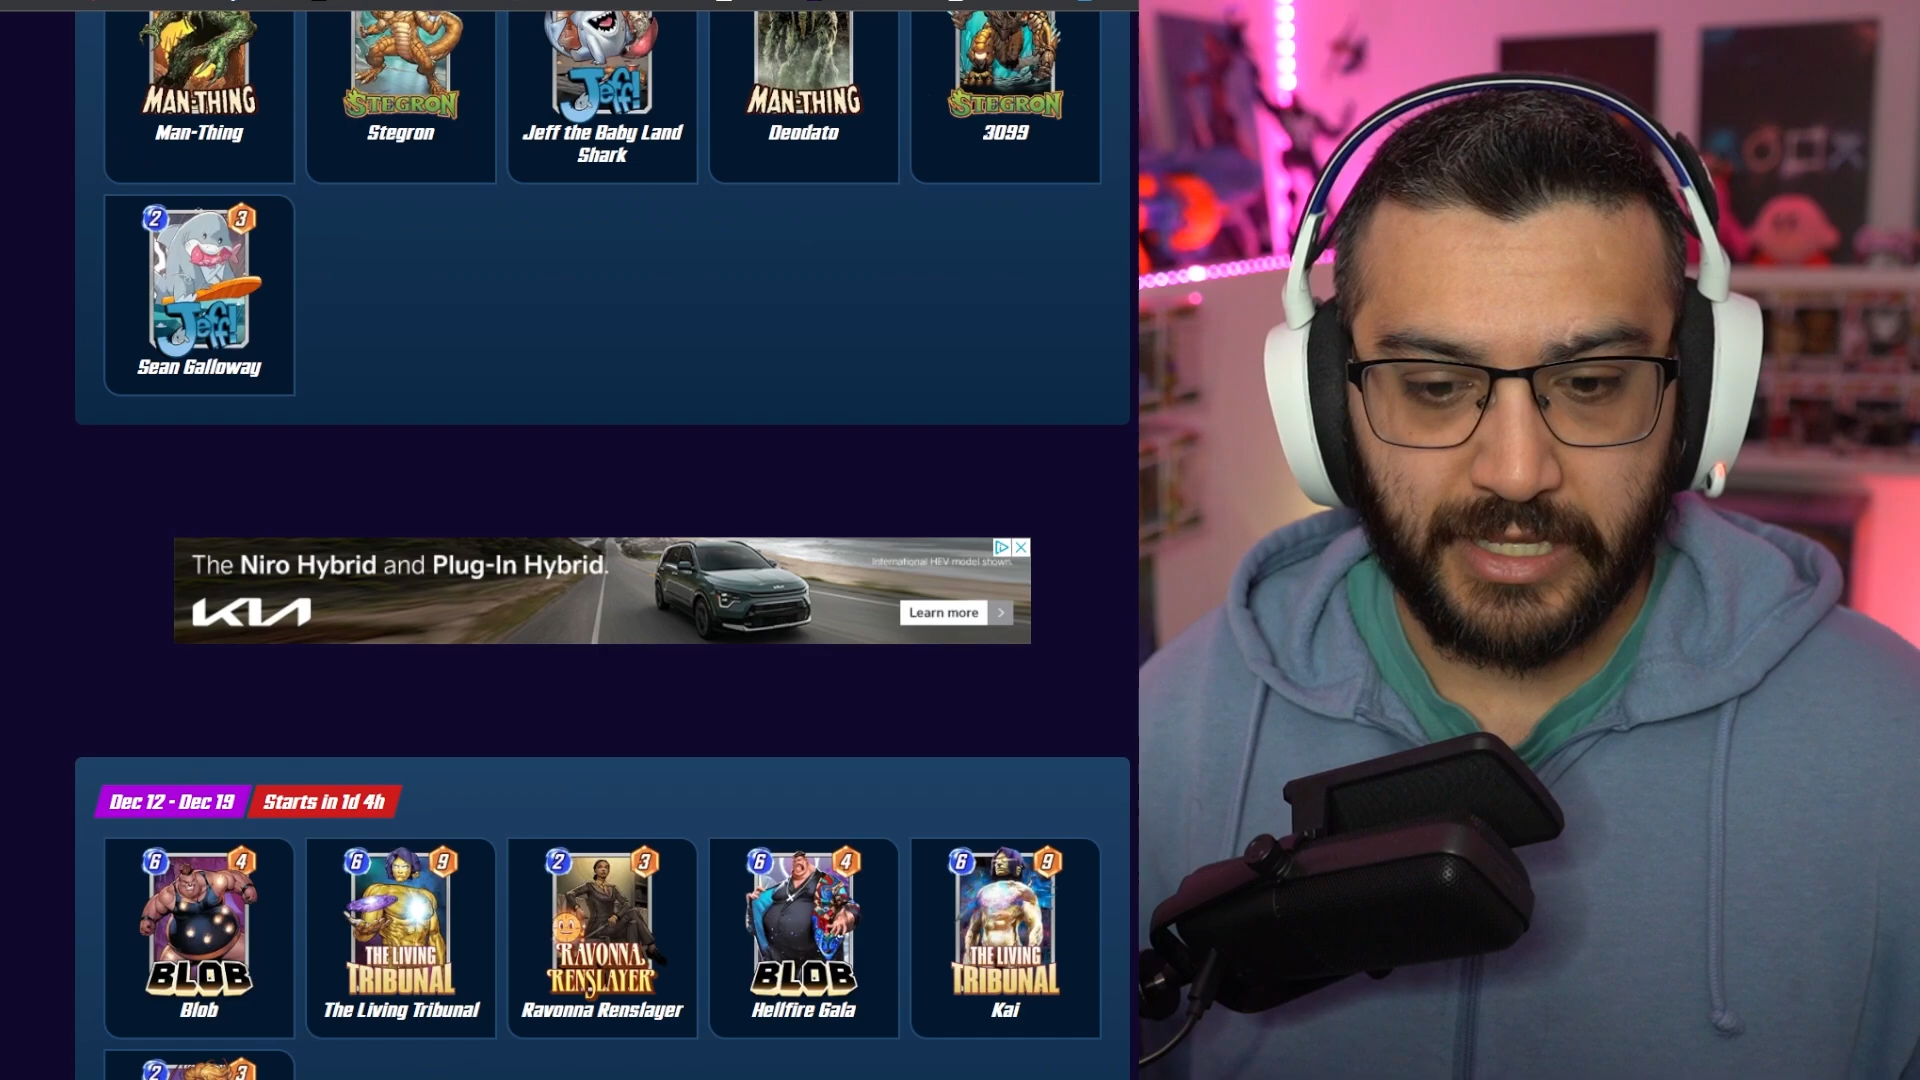 MAN-THING
STEGRON
Jeff!
MAN-THING
STEGRON
Man-Thing
Stegron
Jeff the Baby Land
Shark
Deodato
3099
2
3
Jeff!
Sean Galloway
The Niro Hybrid and Plug-In Hybrid.
International HEV model shown.
KIA
Learn more
Dec 12 - Dec 19
Starts in 1d 4h
6
4
6
9
2
3
6
4
6
9
BLOB
THE LIVING
TRIBUNAL
RAVONNA
RENSLAYER
BLOB
THE LIVING
TRIBUNAL
Blob
The Living Tribunal
Ravonna Renslayer
Hellfire Gala
Kai
2
3